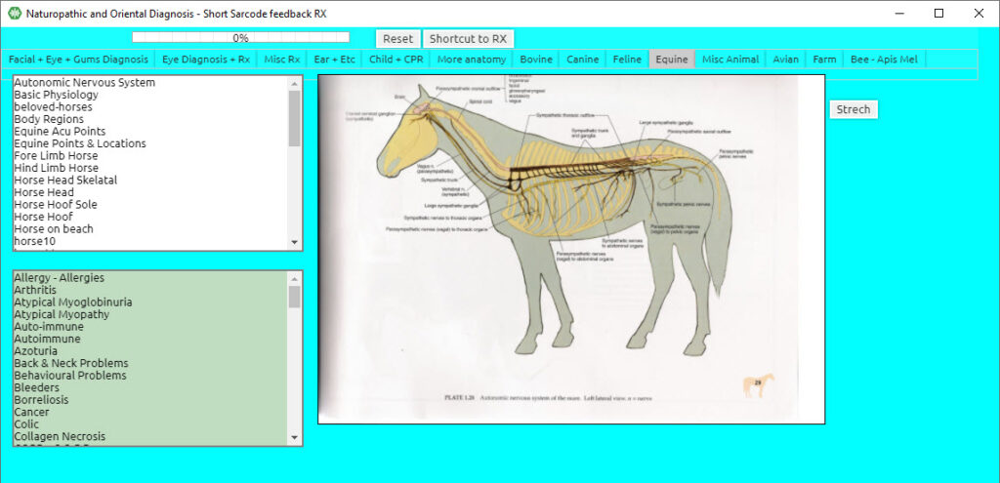 Naturopathic and Oriental Diagnosis - Short Sarcode feedback RX
0%
Reset
Shortcut to RX
Facial + Eye + Gums Diagnosis
Eye Diagnosis + Rx
Misc Rx
Ear + Etc
Child + CPR
More anatomy
Bovine
Canine
Feline
Equine
Misc Animal
Avian
Farm
Bee - Apis Mel
Autonomic Nervous System
Basic Physiology
beloved-horses
Body Regions
Equine Acu Points
Equine Points & Locations
Fore Limb Horse
Hind Limb Horse
Horse Head Skelatal
Horse Head
Horse Hoof Sole
Horse Hoof
Horse on beach
horse10
Strech
trigeminal
facial
glossopharyngeal
accessory
vagus
Parasympathetic cranial outflow
Brain
Spinal cord
Cranial cervical ganglion
(sympathetic)
Sympathetic thoracic outflow
Sympathetic trunk
and ganglia
Large sympathetic ganglia
Parasympathetic sacral outflow
Parasympathetic
pelvic nerves
Vagus n.
(parasympathetic)
Sympathetic trunk
Vertebral n.
(sympathetic)
Large sympathetic ganglia
Sympathetic nerves to thoracic organs
Parasympathetic nerves (vagal) to thoracic organs
Sympathetic pelvic nerves
Parasympathetic nerves
(vagal) to pelvic organs
Sympathetic nerves
to abdominal organs
Parasympathetic nerves
(vagal) to abdominal organs
29
PLATE 1.28 Autonomic nervous system of the mare. Left lateral view. n = nerve
Allergy - Allergies
Arthritis
Atypical Myoglobinuria
Atypical Myopathy
Auto-immune
Autoimmune
Azoturia
Back & Neck Problems
Behavioural Problems
Bleeders
Borreliosis
Cancer
Colic
Collagen Necrosis